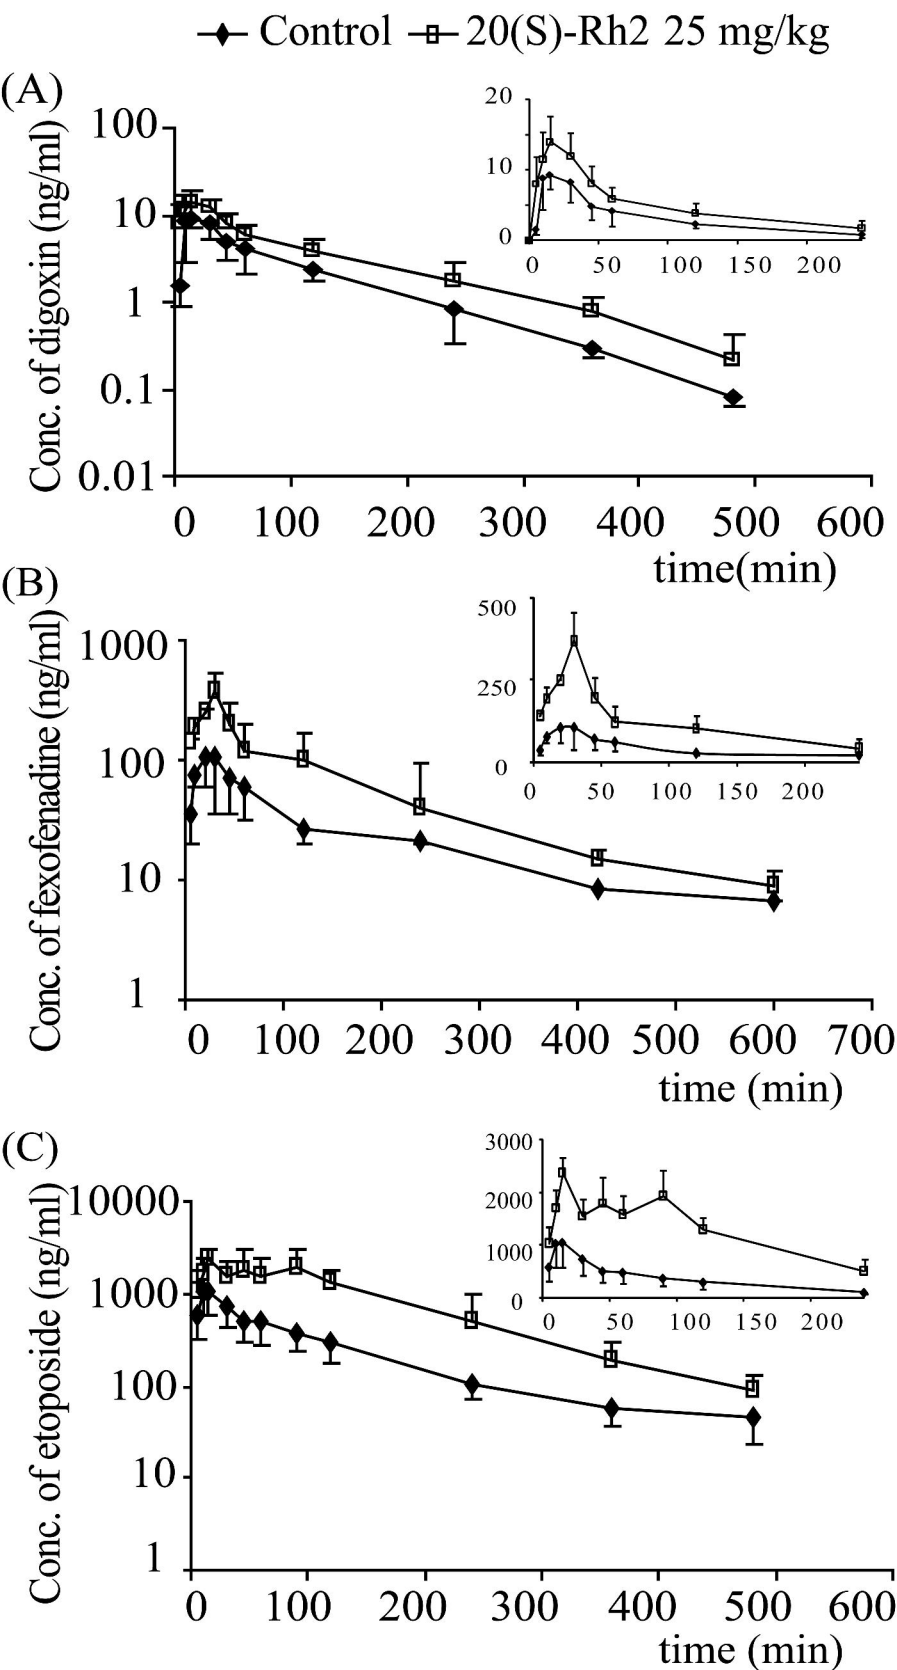 Control 20(S)-Rh2 25 mg/kg
(A)
Conc. of digoxin (ng/ml)
100
10
1
0.1
0.01
0 100 200 300 400 500 600
time(min)
20
10
0
0 50 100 150 200
(B)
Conc. of fexofenadine (ng/ml)
1000
100
10
1
0 100 200 300 400 500 600 700
time (min)
500
250
0
0 50 100 150 200
(C)
Conc. of etoposide (ng/ml)
10000
1000
100
10
1
0 100 200 300 400 500 600
time (min)
3000
2000
1000
0
0 50 100 150 200